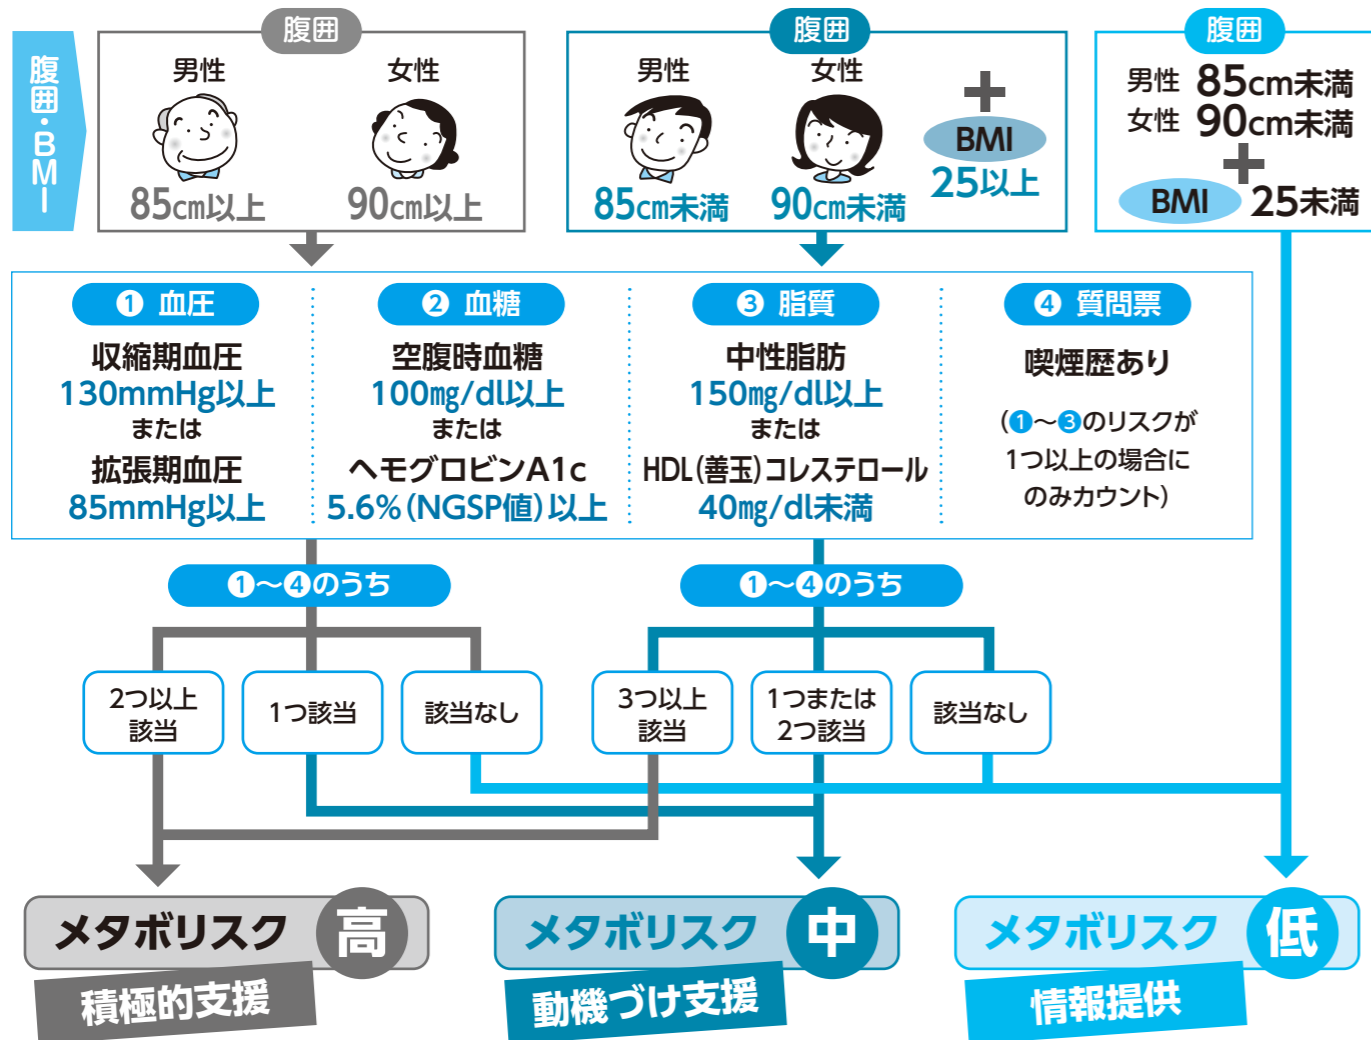 腹囲・BMI
腹囲
男性
85cm以上
女性
90cm以上
腹囲
男性
85cm未満
女性
90cm未満
+
BMI
25以上
腹囲
男性 85cm未満
女性 90cm未満
+
BMI 25未満
❶ 血圧
収縮期血圧
130mmHg以上
または
拡張期血圧
85mmHg以上
❷ 血糖
空腹時血糖
100㎎/dl以上
または
ヘモグロビンA1c
5.6%(NGSP値)以上
❸ 脂質
中性脂肪
150㎎/dl以上
または
HDL(善玉)コレステロール
40㎎/dl未満
❹ 質問票
喫煙歴あり
(❶～❸のリスクが
1つ以上の場合に
のみカウント)
❶～❹のうち
2つ以上
該当
1つ該当
該当なし
❶～❹のうち
3つ以上
該当
1つまたは
2つ該当
該当なし
メタボリスク 高
積極的支援
メタボリスク 中
動機づけ支援
メタボリスク 低
情報提供